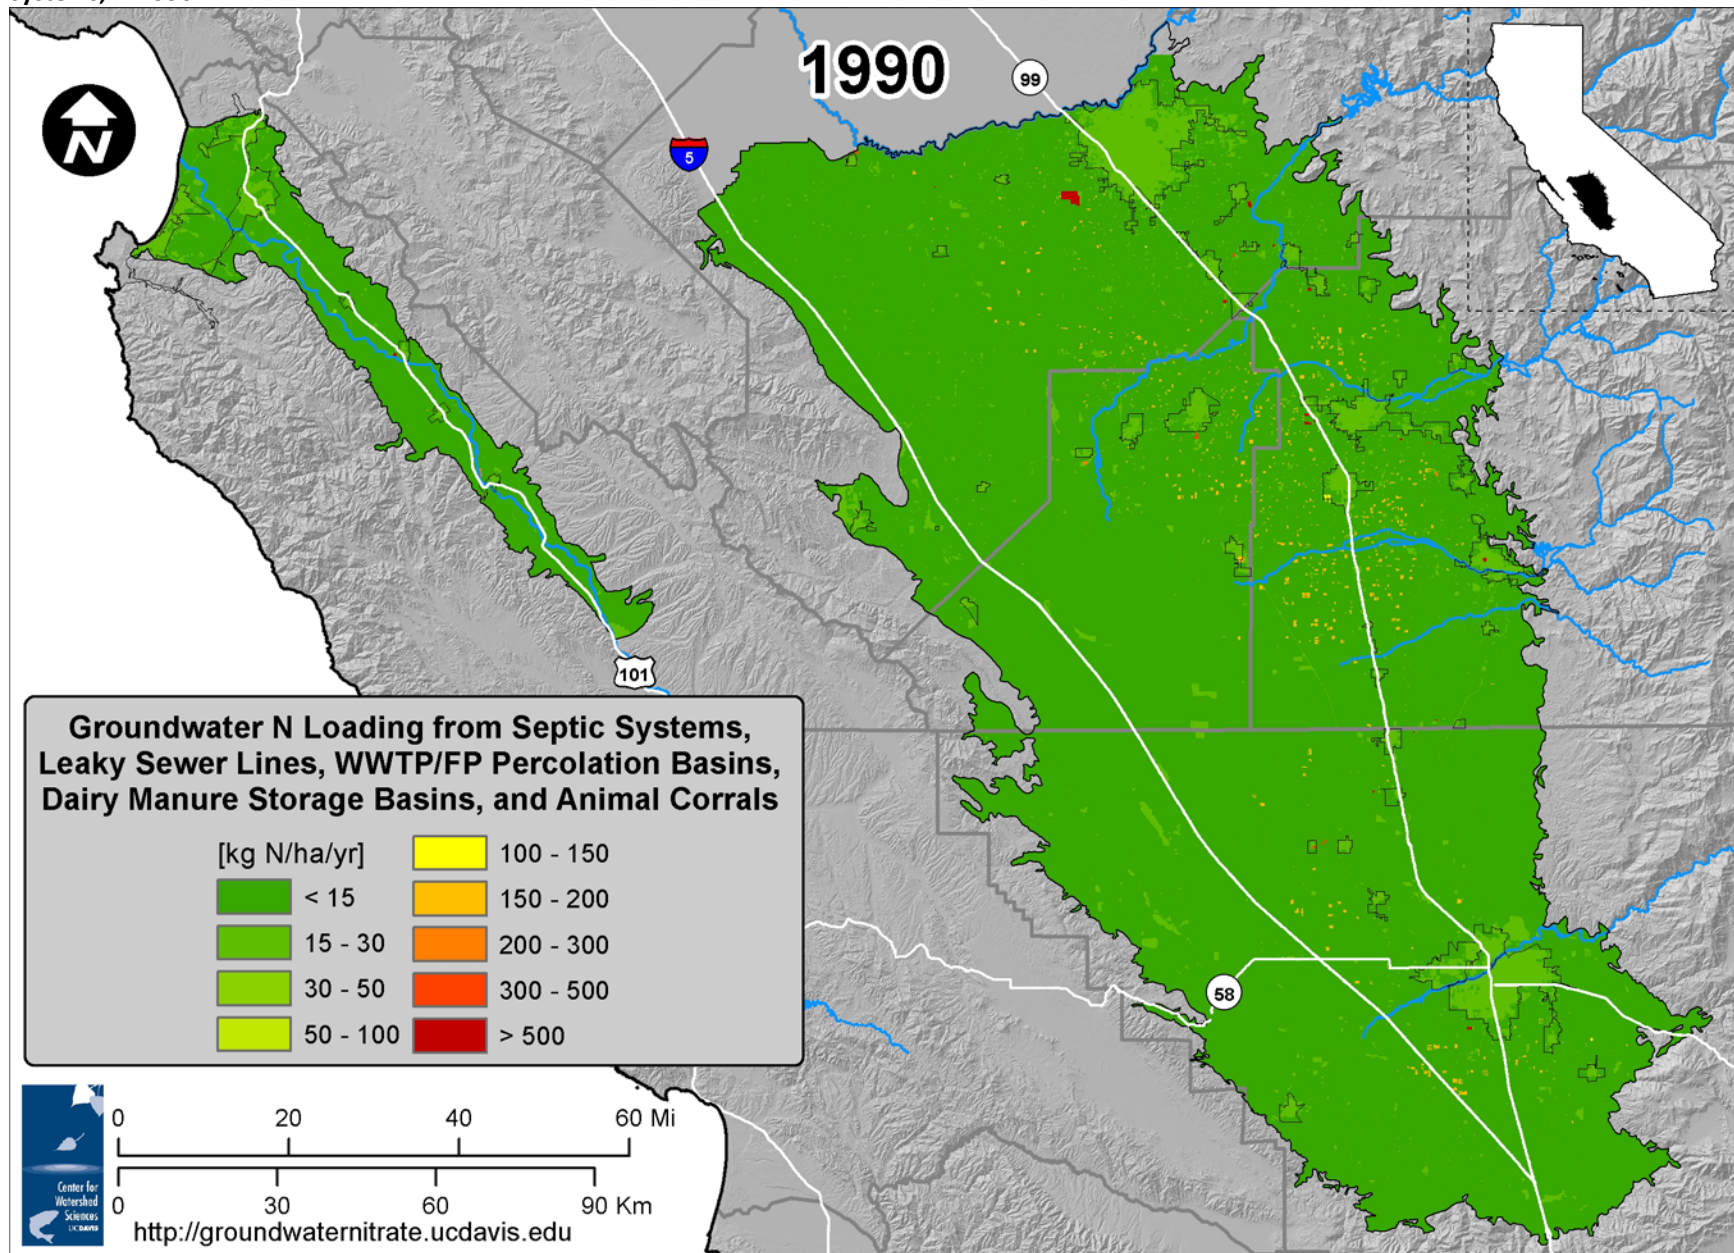 1990
99
5
N
101
58
Groundwater N Loading from Septic Systems,
Leaky Sewer Lines, WWTP/FP Percolation Basins,
Dairy Manure Storage Basins, and Animal Corrals
[kg N/ha/yr]
< 15
15 - 30
30 - 50
50 - 100
100 - 150
150 - 200
200 - 300
300 - 500
> 500
0 20 40 60 Mi
0 30 60 90 Km
Center for
Watershed
Sciences
UC DAVIS
http://groundwaternitrate.ucdavis.edu